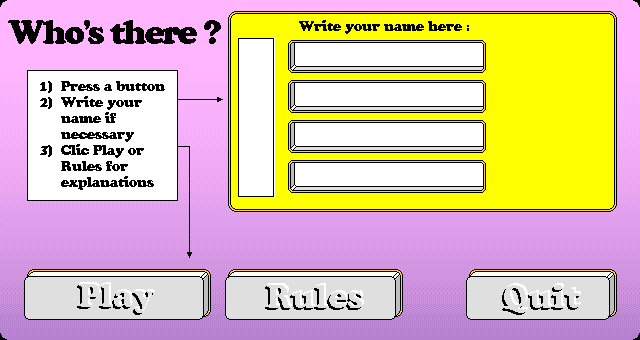 Who's there ?
Write your name here :
1) Press a button
2) Write your
name if
necessary
3) Clic Play or
Rules for
explanations
Play
Rules
Quit